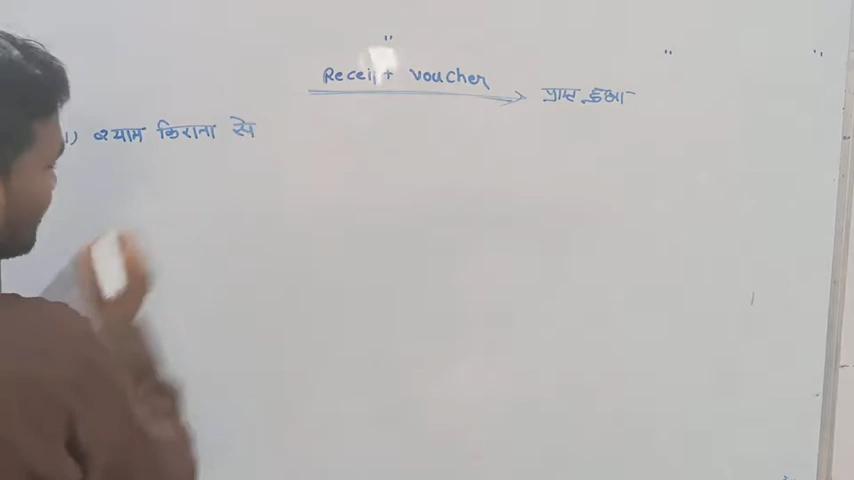 Receipt voucher → प्राप्त हुआ
1) श्याम किराना से